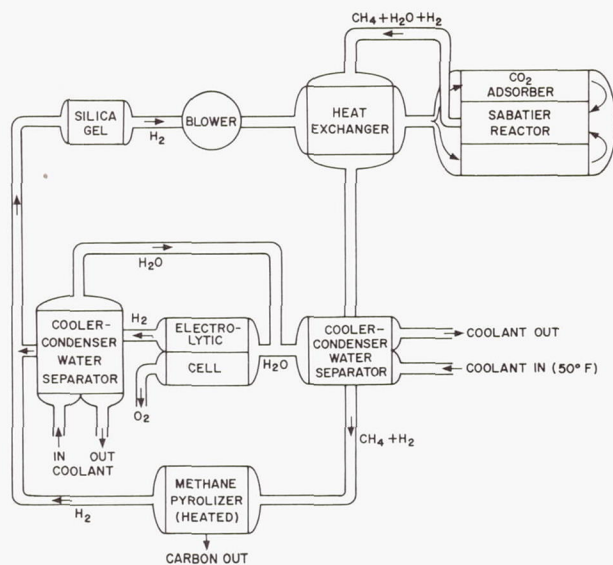 CH4+H2O+H2
CO2
ADSORBER
SABATIER
REACTOR
SILICA
GEL
H2
BLOWER
HEAT
EXCHANGER
H2O
COOLER-
CONDENSER
WATER
SEPARATOR
H2
ELECTRO-
LYTIC
CELL
H2O
O2
COOLER-
CONDENSER
WATER
SEPARATOR
COOLANT OUT
COOLANT IN (50°F)
IN OUT
COOLANT
CH4+H2
METHANE
PYROLIZER
(HEATED)
H2
CARBON OUT